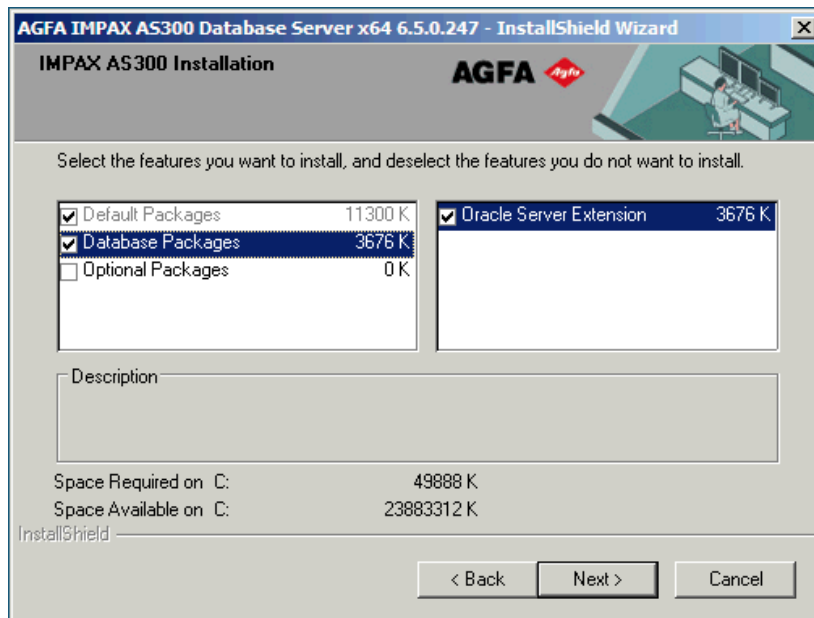 AGFA IMPAX AS300 Database Server x64 6.5.0.247 - InstallShield Wizard
IMPAX AS300 Installation
AGFA Agfa
Select the features you want to install, and deselect the features you do not want to install.
Default Packages 11300 K
Database Packages 3676 K
Optional Packages 0 K
Oracle Server Extension 3676 K
Description
Space Required on C: 49888 K
Space Available on C: 23883312 K
InstallShield
< Back Next > Cancel